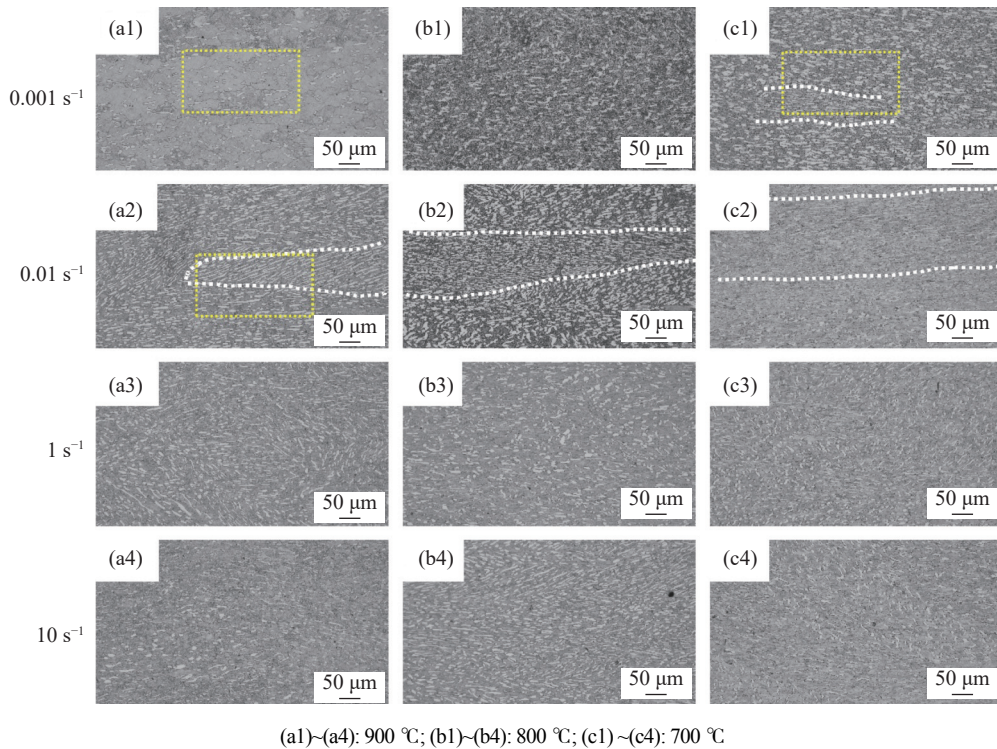 (a1) (b1) (c1)
0.001 s⁻¹
50 μm 50 μm 50 μm
(a2) (b2) (c2)
0.01 s⁻¹
50 μm 50 μm 50 μm
(a3) (b3) (c3)
1 s⁻¹
50 μm 50 μm 50 μm
(a4) (b4) (c4)
10 s⁻¹
50 μm 50 μm 50 μm
(a1)~(a4): 900 ℃; (b1)~(b4): 800 ℃; (c1) ~(c4): 700 ℃